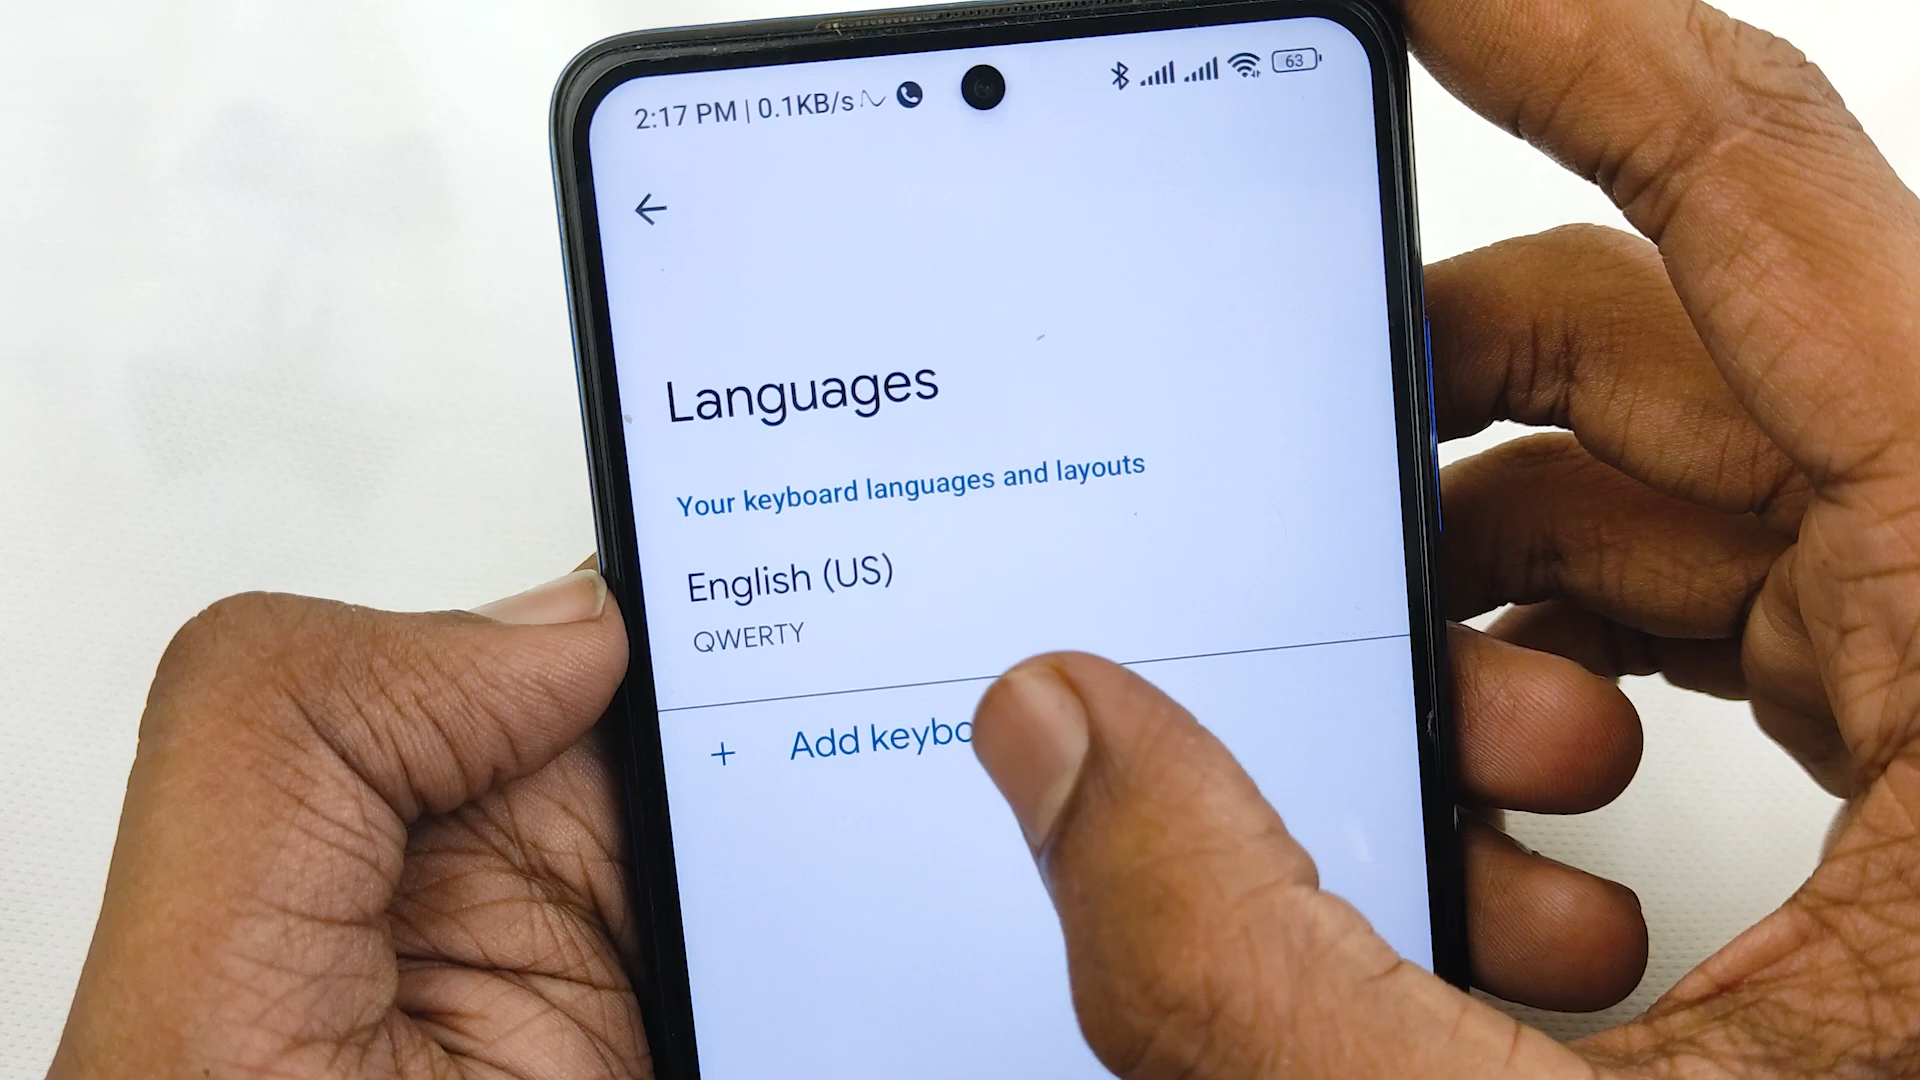 2:17 PM | 0.1KB/s
63
Languages
Your keyboard languages and layouts
English (US)
QWERTY
+ Add keybo